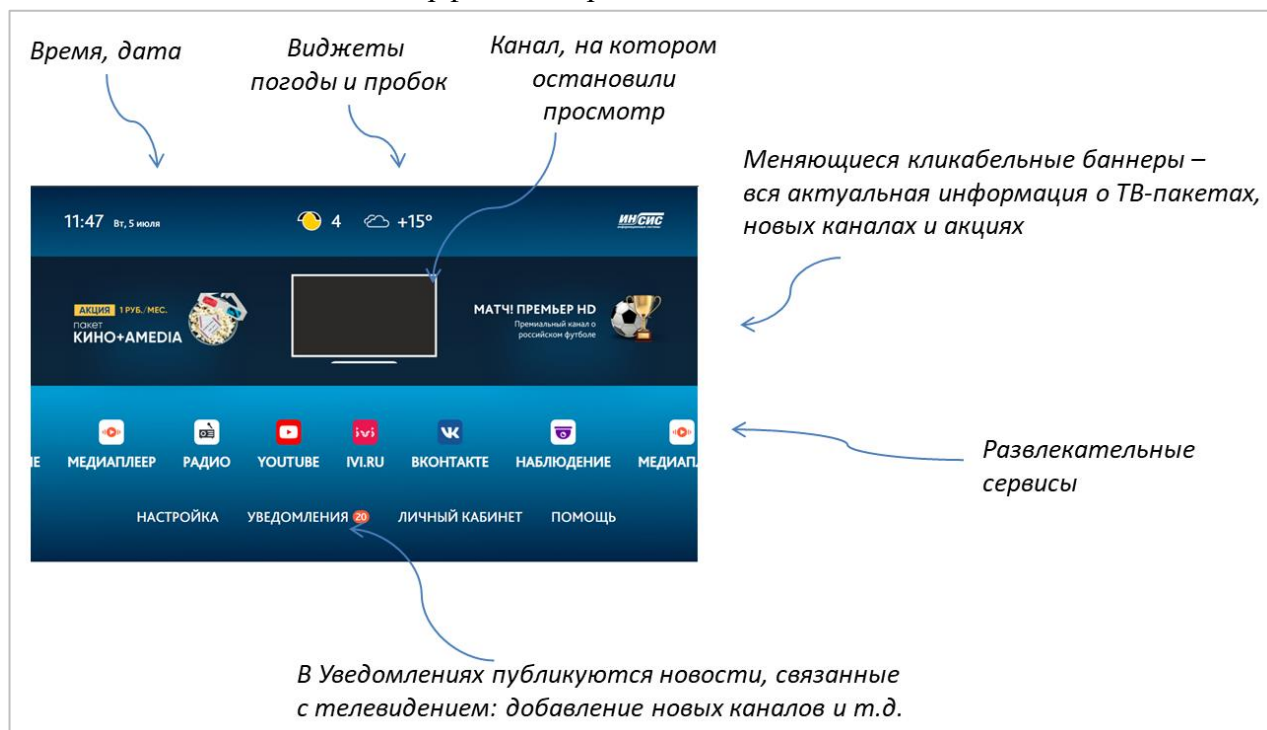 Время, дата
Виджеты
погоды и пробок
Канал, на котором
остановили
просмотр
Меняющиеся кликабельные баннеры –
вся актуальная информация о ТВ-пакетах,
новых каналах и акциях
11:47 Вт, 5 июля
4
+15°
ИНСИС
АКЦИЯ 1 РУБ./МЕС.
пакет
КИНО+AMEDIA
МАТЧ! ПРЕМЬЕР HD
Премиальный канал о
российском футболе
ivi
ИЕ МЕДИАПЛЕЕР РАДИО YOUTUBE IVI.RU ВКОНТАКТЕ НАБЛЮДЕНИЕ МЕДИАПЛ
Развлекательные
сервисы
НАСТРОЙКА УВЕДОМЛЕНИЯ 20 ЛИЧНЫЙ КАБИНЕТ ПОМОЩЬ
В Уведомлениях публикуются новости, связанные
с телевидением: добавление новых каналов и т.д.